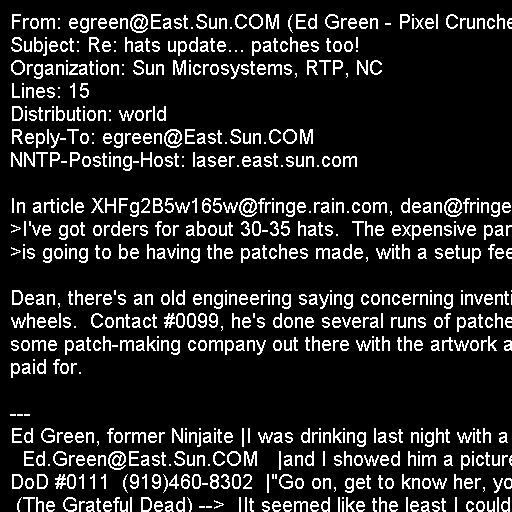 From: egreen@East.Sun.COM (Ed Green - Pixel Crunche
Subject: Re: hats update... patches too!
Organization: Sun Microsystems, RTP, NC
Lines: 15
Distribution: world
Reply-To: egreen@East.Sun.COM
NNTP-Posting-Host: laser.east.sun.com

In article XHFg2B5w165w@fringe.rain.com, dean@fringe
>I've got orders for about 30-35 hats.  The expensive par
>is going to be having the patches made, with a setup fee

Dean, there's an old engineering saying concerning inventi
wheels.  Contact #0099, he's done several runs of patche
some patch-making company out there with the artwork a
paid for.

---
Ed Green, former Ninjaite |I was drinking last night with a
  Ed.Green@East.Sun.COM   |and I showed him a picture
DoD #0111  (919)460-8302  |"Go on, get to know her, yo
 (The Grateful Dead) -->  |It seemed like the least I could